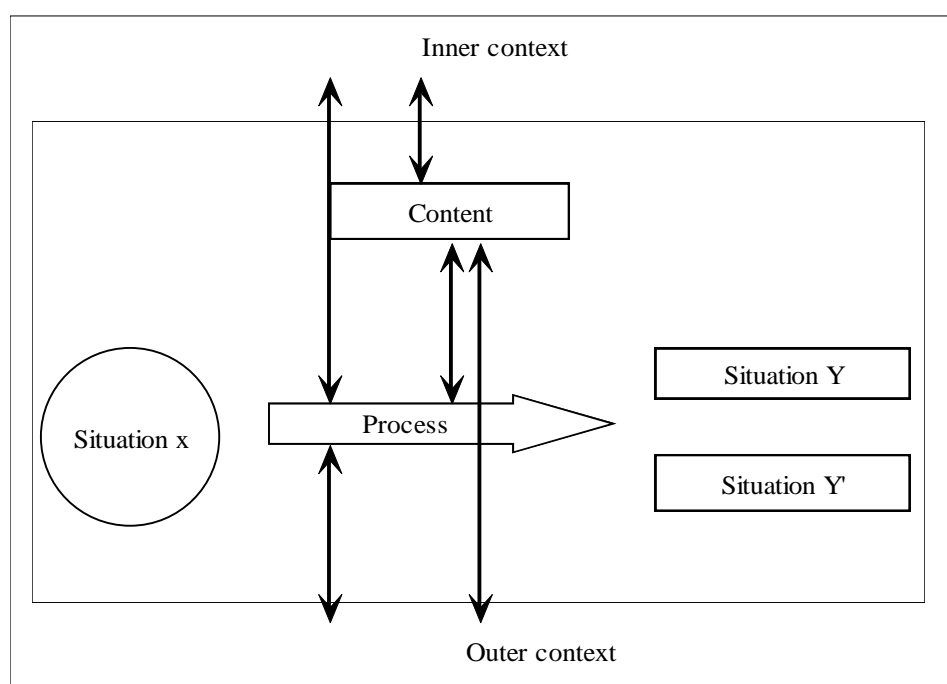 Inner context
Content
Situation Y
Process
Situation x
Situation Y'
Outer context